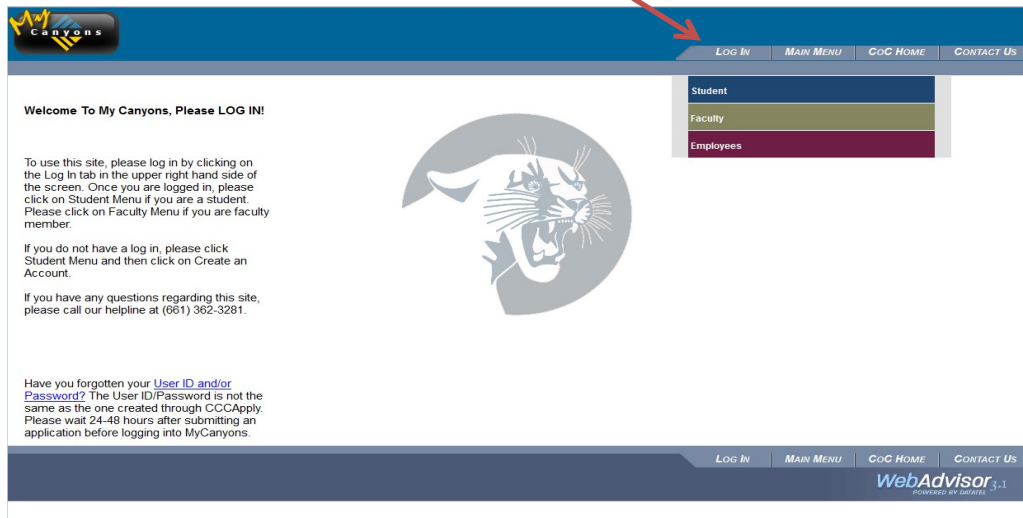 My
Canyons
LOG IN MAIN MENU COC HOME CONTACT US
Student
Faculty
Employees
Welcome To My Canyons, Please LOG IN!
To use this site, please log in by clicking on
the Log In tab in the upper right hand side of
the screen. Once you are logged in, please
click on Student Menu if you are a student.
Please click on Faculty Menu if you are faculty
member.
If you do not have a log in, please click
Student Menu and then click on Create an
Account.
If you have any questions regarding this site,
please call our helpline at (661) 362-3281.
Have you forgotten your User ID and/or
Password? The User ID/Password is not the
same as the one created through CCCApply.
Please wait 24-48 hours after submitting an
application before logging into MyCanyons.
LOG IN MAIN MENU COC HOME CONTACT US
WebAdvisor 3.1
POWERED BY DATATEL